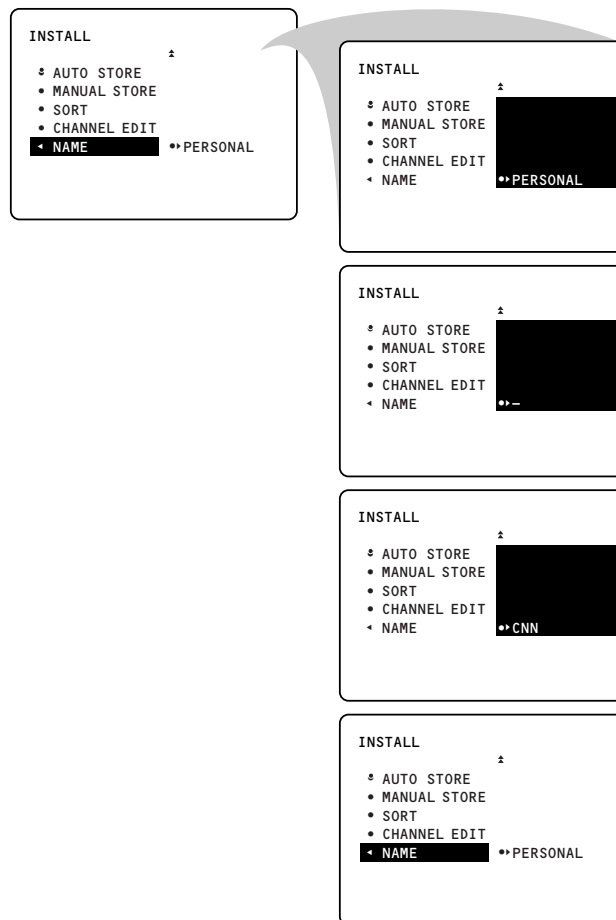 INSTALL
AUTO STORE
• MANUAL STORE
• SORT
• CHANNEL EDIT
NAME •PERSONAL
INSTALL
AUTO STORE
• MANUAL STORE
• SORT
• CHANNEL EDIT
NAME •PERSONAL
INSTALL
AUTO STORE
• MANUAL STORE
• SORT
• CHANNEL EDIT
NAME •–
INSTALL
AUTO STORE
• MANUAL STORE
• SORT
• CHANNEL EDIT
NAME •CNN
INSTALL
AUTO STORE
• MANUAL STORE
• SORT
• CHANNEL EDIT
NAME •PERSONAL